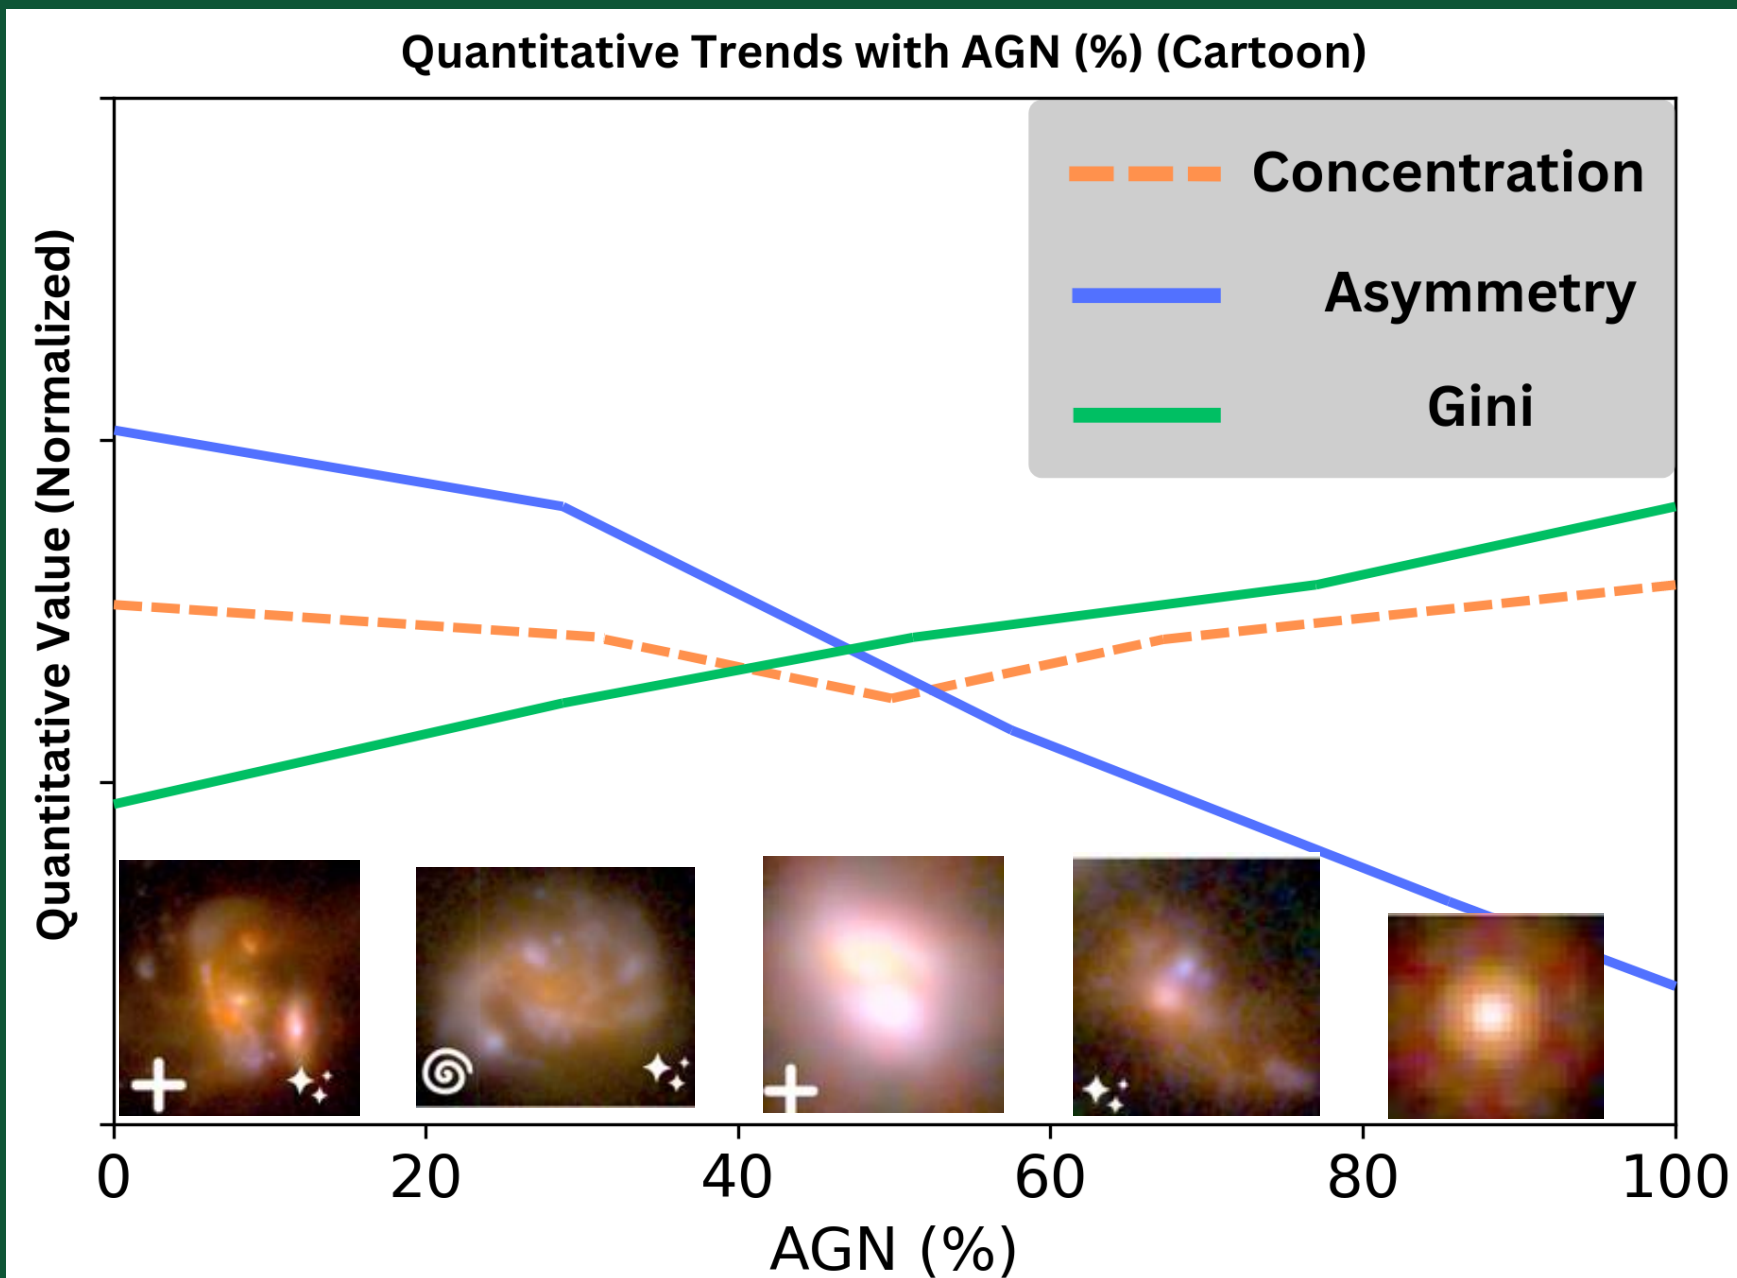 Quantitative Trends with AGN (%) (Cartoon)
Concentration
Asymmetry
Gini
Quantitative Value (Normalized)
0 20 40 60 80 100
AGN (%)